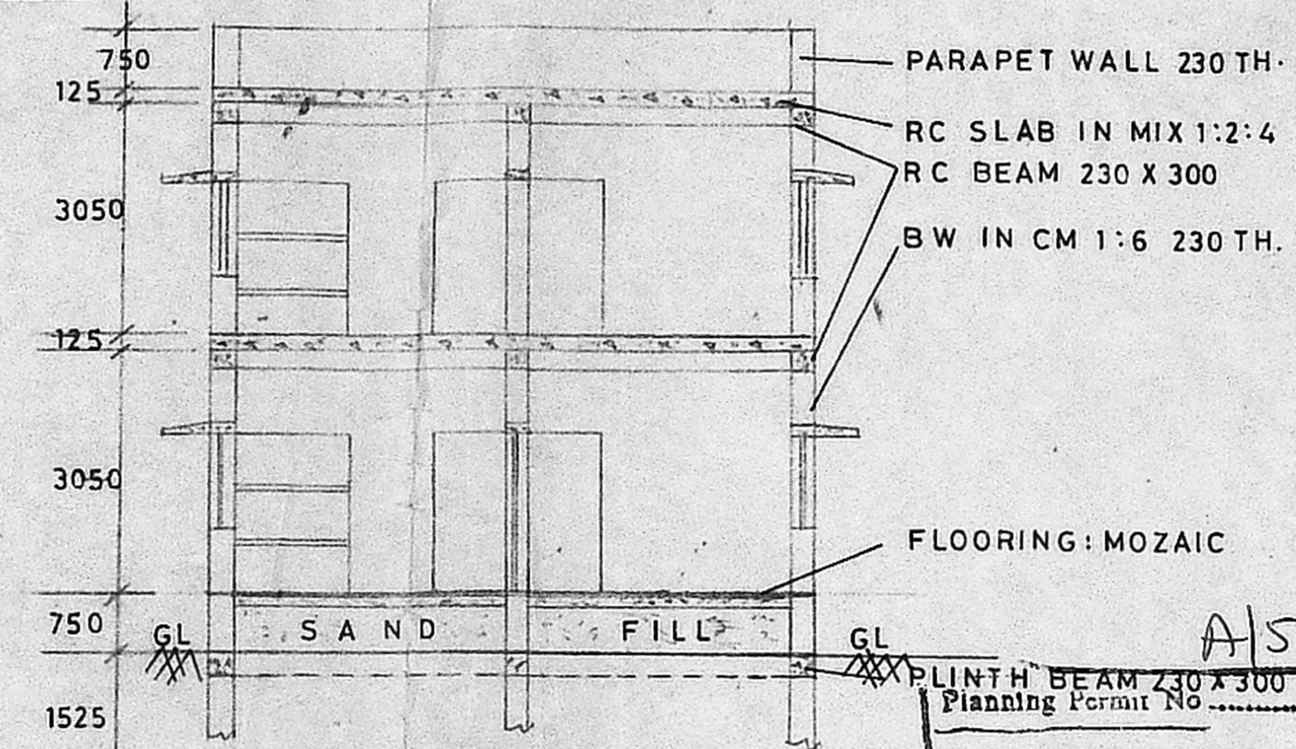 750
PARAPET WALL 230 TH.
125
RC SLAB IN MIX 1:2:4
RC BEAM 230 X 300
3050
BW IN CM 1:6 230 TH.
125
3050
FLOORING: MOZAIC
750
GL
SAND FILL
GL
A/S
PLINTH BEAM 230 X 300
Planning Permit No..........
1525